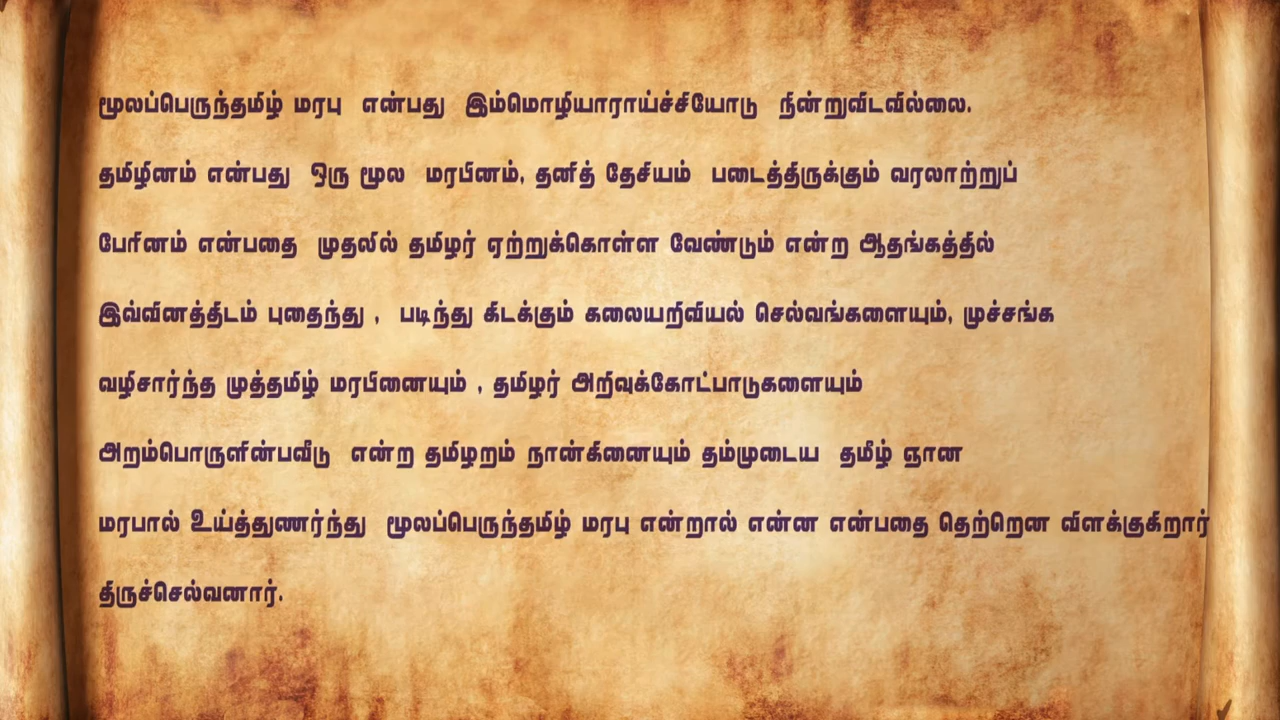 மூலப்பெருந்தமிழ் மரபு என்பது இம்மொழியாராய்ச்சியோடு நின்றுவிடவில்லை.
தமிழினம் என்பது ஒரு மூல மரபினம், தனித் தேசியம் படைத்திருக்கும் வரலாற்றுப்
பேரினம் என்பதை முதலில் தமிழர் ஏற்றுக்கொள்ள வேண்டும் என்ற ஆதங்கத்தில்
இவ்வினத்திடம் புதைந்து , படிந்து கிடக்கும் கலையறிவியல் செல்வங்களையும், முச்சங்க
வழிசார்ந்த முத்தமிழ் மரபினையும் , தமிழர் அறிவுக்கோட்பாடுகளையும்
அறம்பொருளின்பவீடு என்ற தமிழறம் நான்கினையும் தம்முடைய தமிழ் ஞான
மரபால் உய்த்துணர்ந்து மூலப்பெருந்தமிழ் மரபு என்றால் என்ன என்பதை தெற்றென விளக்குகிறார்
திருச்செல்வனார்.